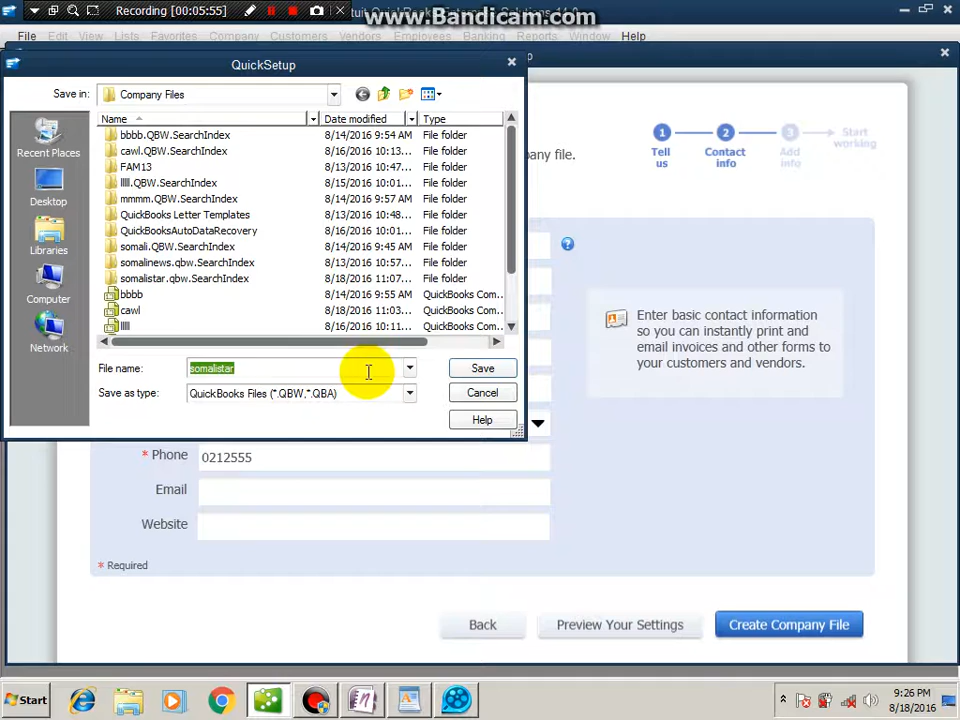 Company
Recording [00:05:55]
www.Bandicam.com
File Edit View Lists Favorites Company Customers Vendors Employees Banking Reports Window Help
QuickSetup
Save in: Company Files
Name Date modified Type
bbbb.QBW.SearchIndex 8/14/2016 9:54 AM File folder
cawl.QBW.SearchIndex 8/16/2016 10:13... File folder
FAM13 8/13/2016 10:47... File folder
llll.QBW.SearchIndex 8/15/2016 10:01... File folder
mmmm.QBW.SearchIndex 8/14/2016 9:57 AM File folder
QuickBooks Letter Templates 8/13/2016 10:48... File folder
QuickBooksAutoDataRecovery 8/16/2016 10:01... File folder
somali.QBW.SearchIndex 8/14/2016 9:45 AM File folder
somalinews.qbw.SearchIndex 8/13/2016 10:57... File folder
somalistar.qbw.SearchIndex 8/18/2016 11:07... File folder
bbbb 8/14/2016 9:55 AM QuickBooks Com...
cawl 8/18/2016 11:03... QuickBooks Com...
llll 8/16/2016 10:11... QuickBooks Com...
Recent Places
Desktop
Libraries
Computer
Network
File name: somalistar Save
Save as type: QuickBooks Files (*.QBW,*.QBA) Cancel
Help
ny file.
1 2 3
Tell us
Contact info
Add info
Start working
?
Enter basic contact information
so you can instantly print and
email invoices and other forms to
your customers and vendors.
* Phone 0212555
Email
Website
* Required
Back Preview Your Settings Create Company File
Start
9:26 PM
8/18/2016